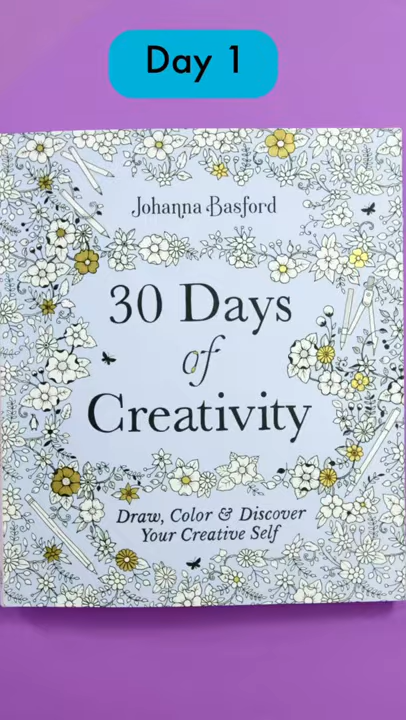 Day 1
Johanna Basford
30 Days
of
Creativity
Draw, Color & Discover
Your Creative Self